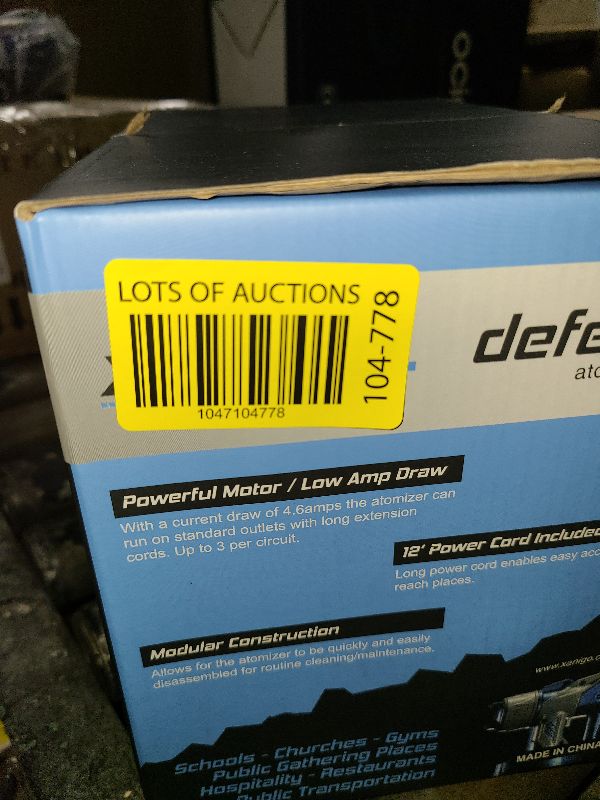 LOTS OF AUCTIONS
104-778
1047104778
Powerful Motor / Low Amp Draw
With a current draw of 4.6amps the atomizer can
run on standard outlets with long extension
cords. Up to 3 per circuit.
12' Power Cord Included
Long power cord enables easy
reach places.
Modular Construction
Allows for the atomizer to be quickly and easily
disassembled for routine cleaning/maintenance.
www.xanigo.
MADE IN CHINA
Schools - Churches - Gyms
Public Gathering Places
Hospitality - Restaurants
Public Transportation